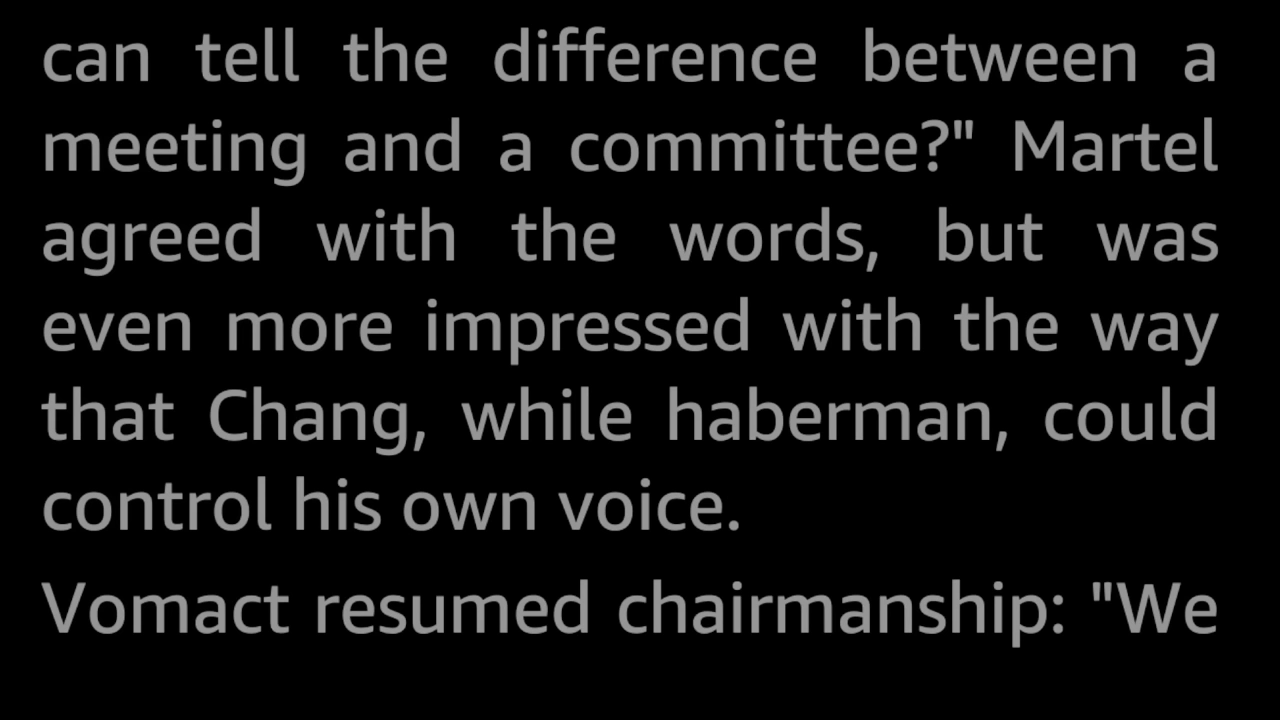 can tell the difference between a
meeting and a committee?" Martel
agreed with the words, but was
even more impressed with the way
that Chang, while haberman, could
control his own voice.
Vomact resumed chairmanship: "We